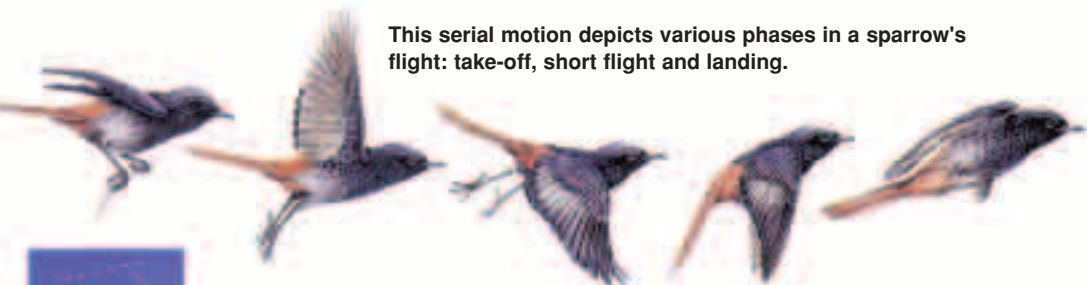 This serial motion depicts various phases in a sparrow's
flight: take-off, short flight and landing.